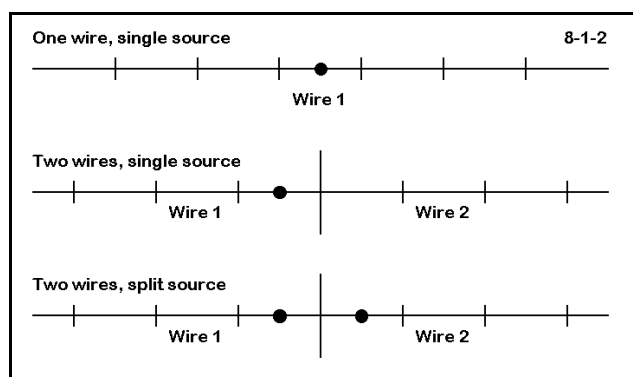 One wire, single source 8-1-2
Wire 1
Two wires, single source
Wire 1 Wire 2
Two wires, split source
Wire 1 Wire 2